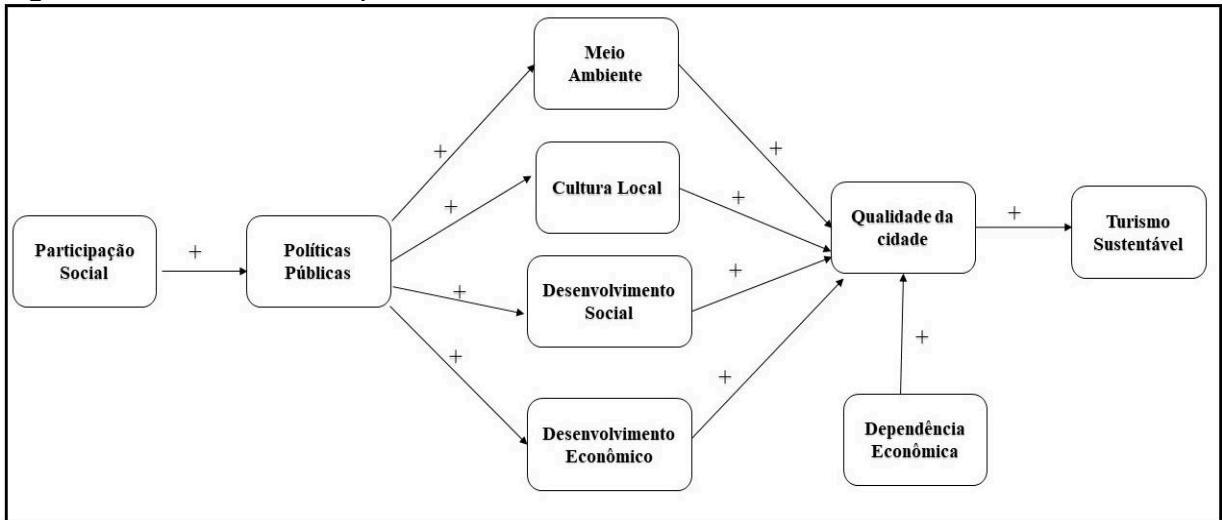 Meio
Ambiente
+
+
Cultura Local
+
+
Participação
Social
+
Políticas
Públicas
+
Desenvolvimento
Social
+
+
Desenvolvimento
Econômico
+
Qualidade da
cidade
+
Turismo
Sustentável
+
Dependência
Econômica